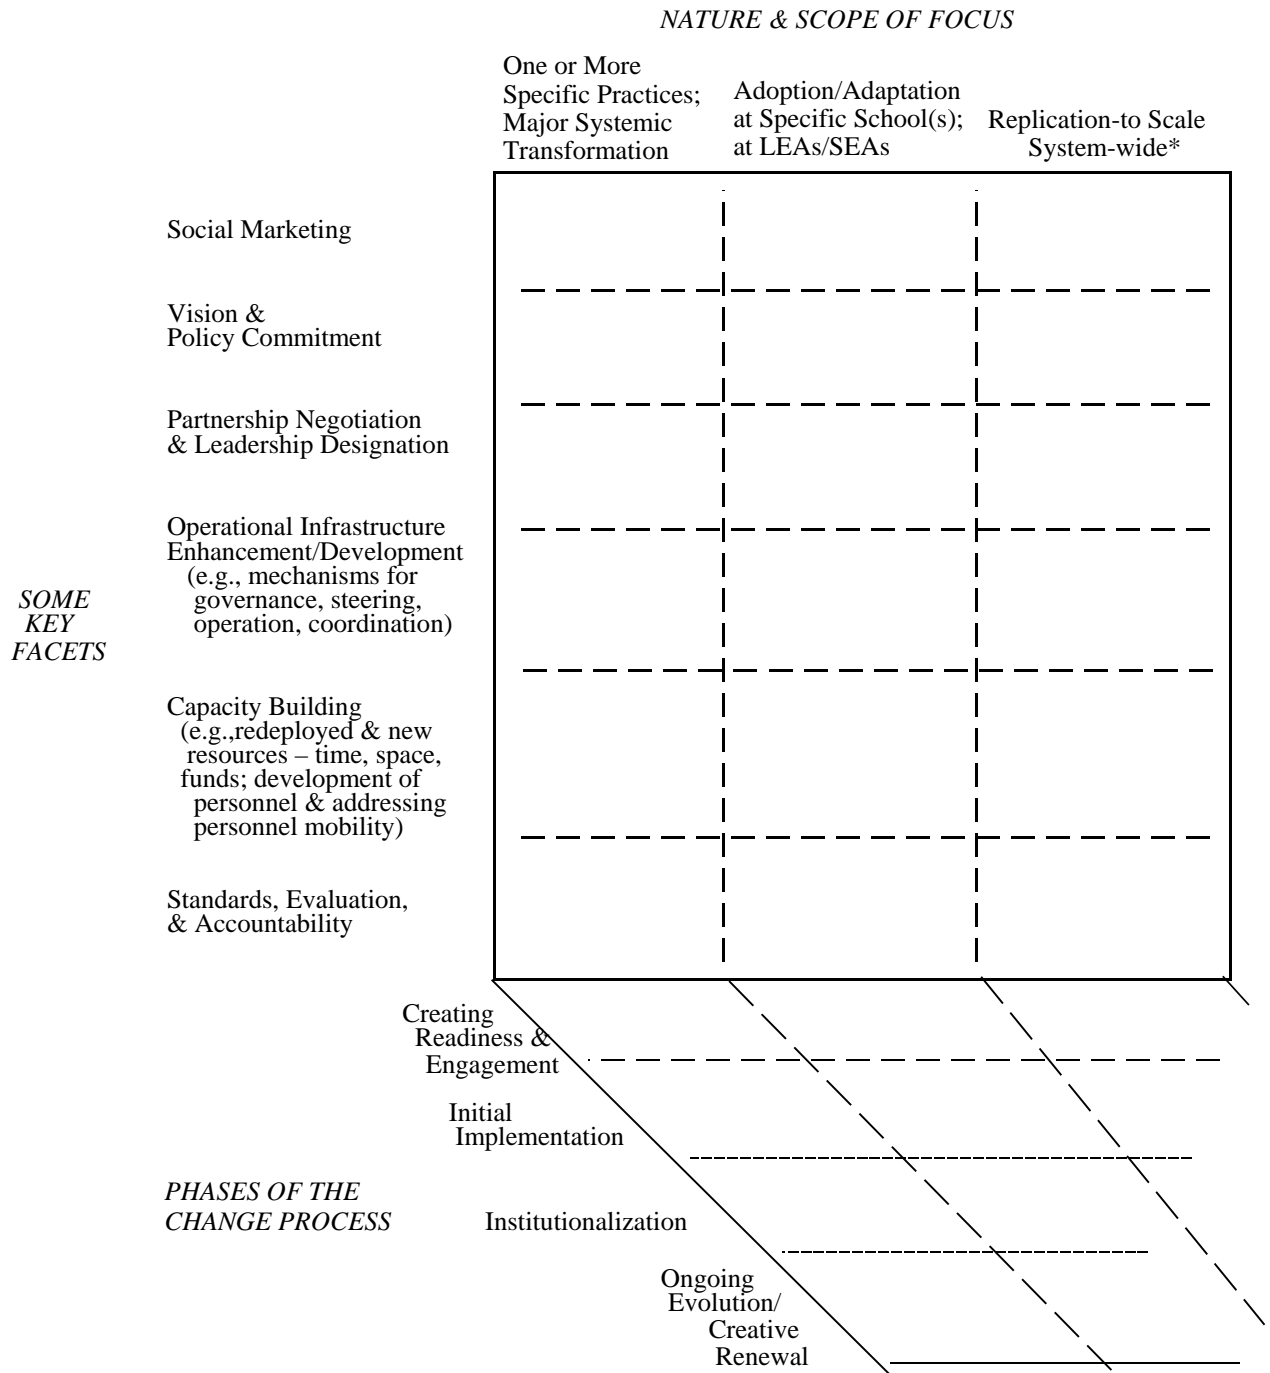 NATURE & SCOPE OF FOCUS
One or More
Specific Practices;
Major Systemic
Transformation
Adoption/Adaptation
at Specific School(s);
at LEAs/SEAs
Replication-to Scale
System-wide*
Social Marketing
Vision &
Policy Commitment
Partnership Negotiation
& Leadership Designation
Operational Infrastructure
Enhancement/Development
(e.g., mechanisms for
governance, steering,
operation, coordination)
SOME
KEY
FACETS
Capacity Building
(e.g.,redeployed & new
resources – time, space,
funds; development of
personnel & addressing
personnel mobility)
Standards, Evaluation,
& Accountability
Creating
Readiness &
Engagement
Initial
Implementation
PHASES OF THE
CHANGE PROCESS
Institutionalization
Ongoing
Evolution/
Creative
Renewal